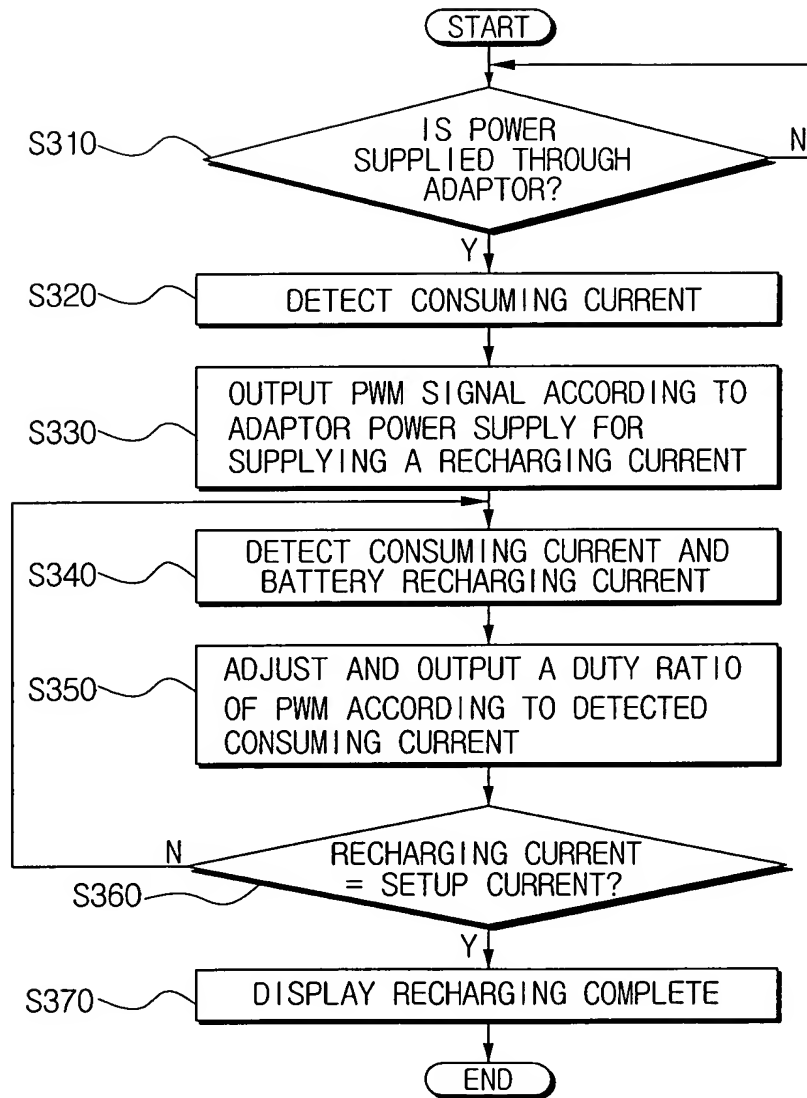 START
S310
IS POWER
SUPPLIED THROUGH
ADAPTOR?
N
Y
S320
DETECT CONSUMING CURRENT
S330
OUTPUT PWM SIGNAL ACCORDING TO
ADAPTOR POWER SUPPLY FOR
SUPPLYING A RECHARGING CURRENT
S340
DETECT CONSUMING CURRENT AND
BATTERY RECHARGING CURRENT
S350
ADJUST AND OUTPUT A DUTY RATIO
OF PWM ACCORDING TO DETECTED
CONSUMING CURRENT
N
RECHARGING CURRENT
= SETUP CURRENT?
S360
Y
S370
DISPLAY RECHARGING COMPLETE
END